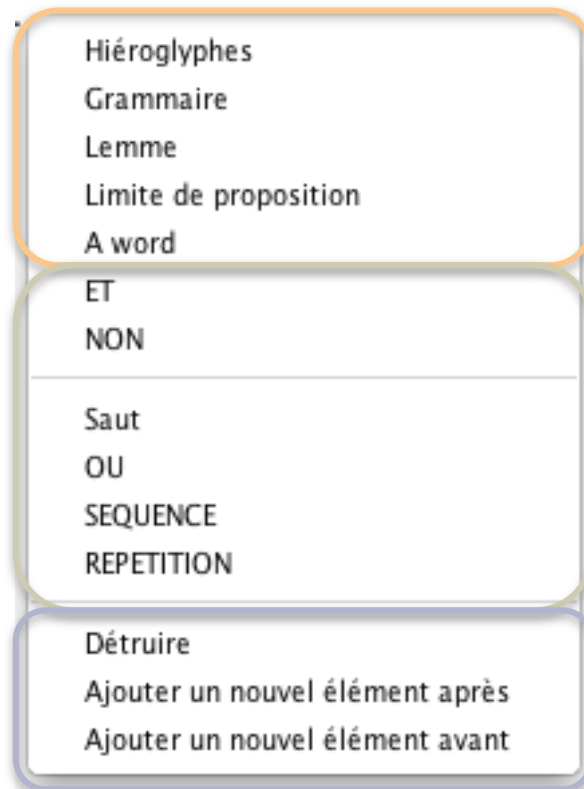 Hiéroglyphes
Grammaire
Lemme
Limite de proposition
A word
ET
NON
Saut
OU
SEQUENCE
REPETITION
Détruire
Ajouter un nouvel élément après
Ajouter un nouvel élément avant